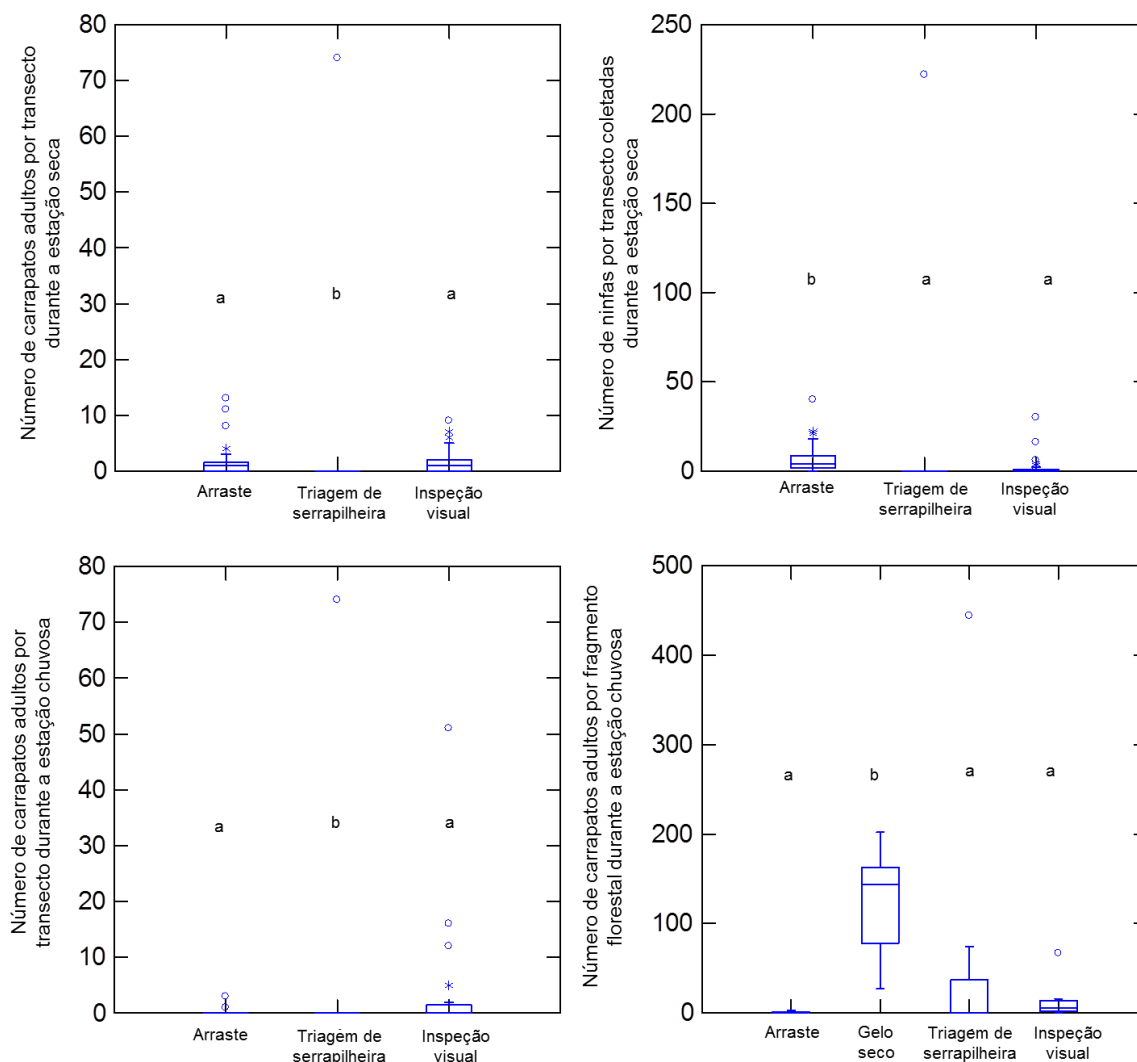 Número de carrapatos adultos por transecto
durante a estação seca
80
70
60
50
40
30
20
10
0
a
b
a
Arraste
Triagem de
serrapilheira
Inspeção
visual
Número de ninfas por transecto coletadas
durante a estação seca
250
200
150
100
50
0
b
a
a
Arraste
Triagem de
serrapilheira
Inspeção
visual
Número de carrapatos adultos por
transecto durante a estação chuvosa
80
70
60
50
40
30
20
10
0
a
b
a
Arraste
Triagem de
serrapilheira
Inspeção
visual
Número de carrapatos adultos por fragmento
florestal durante a estação chuvosa
500
400
300
200
100
0
a
b
a
a
Arraste
Gelo
seco
Triagem de
serrapilheira
Inspeção
visual